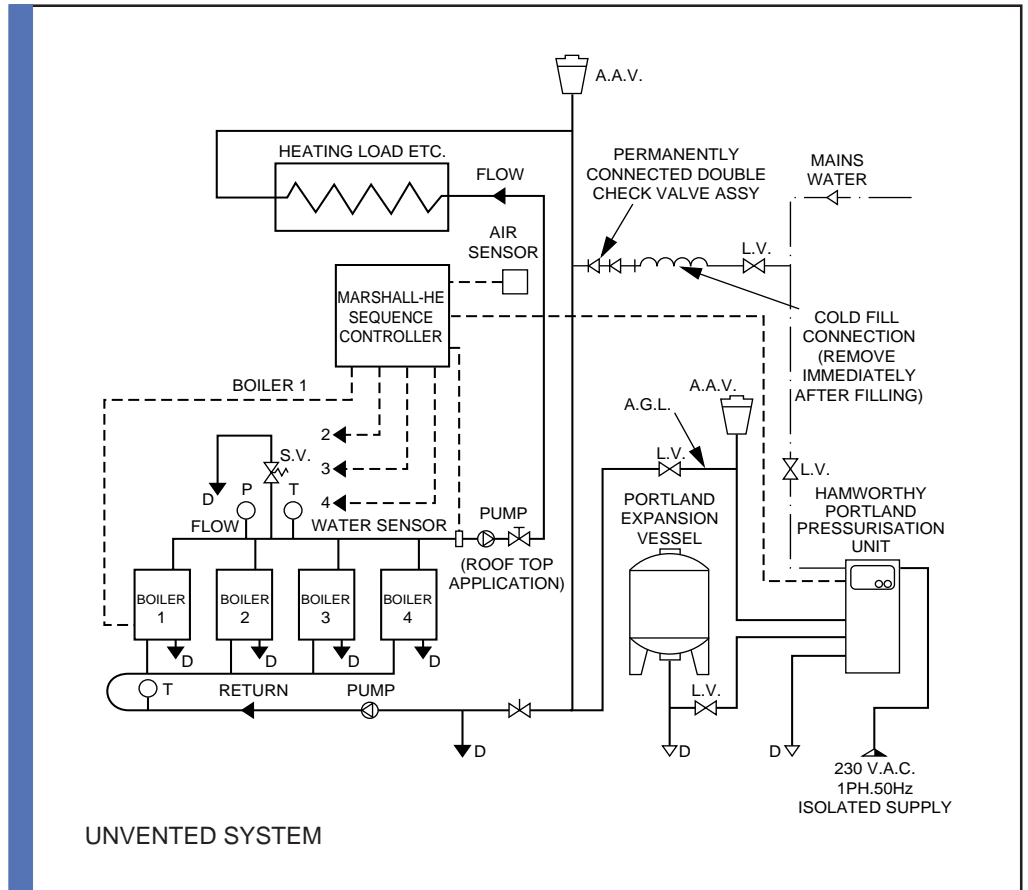 A.A.V.
HEATING LOAD ETC.
FLOW
PERMANENTLY
CONNECTED DOUBLE
CHECK VALVE ASSY
MAINS
WATER
AIR
SENSOR
L.V.
MARSHALL-HE
SEQUENCE
CONTROLLER
COLD FILL
CONNECTION
(REMOVE
IMMEDIATELY
AFTER FILLING)
BOILER 1
A.A.V.
A.G.L.
2
3
4
S.V.
D
P
T
FLOW
WATER SENSOR
PUMP
(ROOF TOP
APPLICATION)
L.V.
L.V.
PORTLAND
EXPANSION
VESSEL
HAMWORTHY
PORTLAND
PRESSURISATION
UNIT
BOILER
1
BOILER
2
BOILER
3
BOILER
4
D
D
D
D
T
RETURN
PUMP
L.V.
D
D
D
230 V.A.C.
1PH.50Hz
ISOLATED SUPPLY
UNVENTED SYSTEM